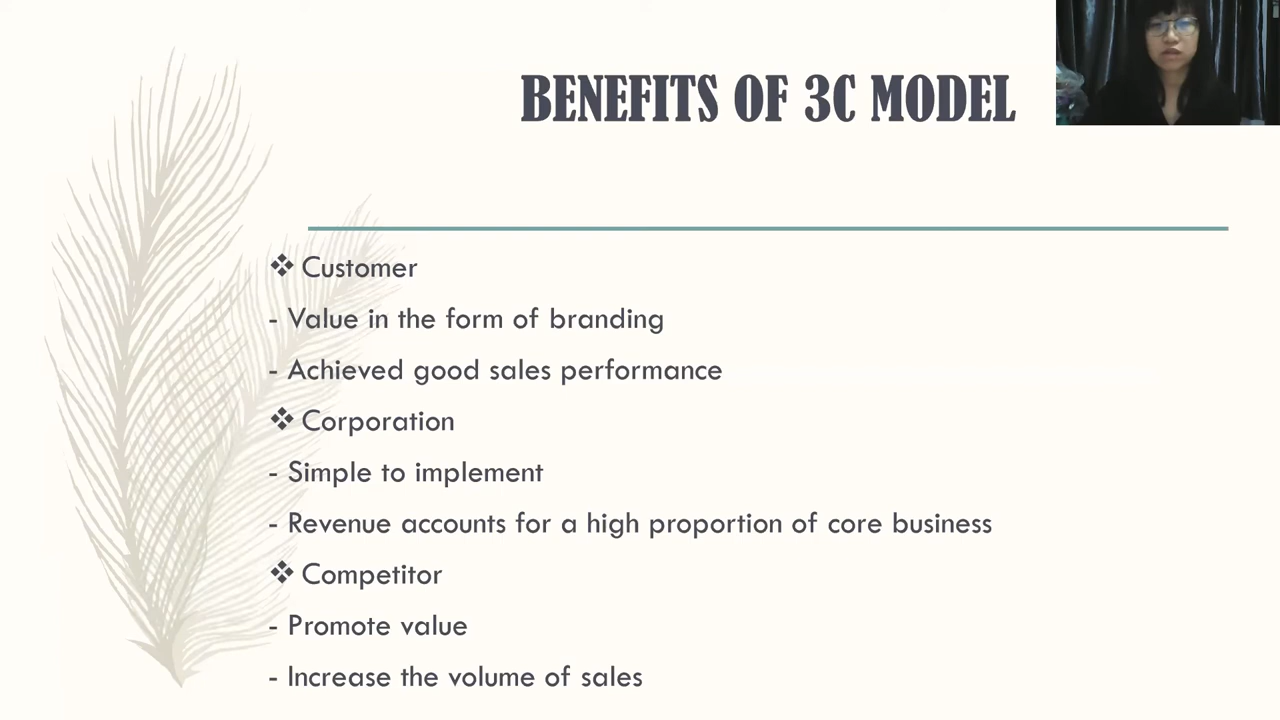 BENEFITS OF 3C MODEL
❖ Customer
- Value in the form of branding
- Achieved good sales performance
❖ Corporation
- Simple to implement
- Revenue accounts for a high proportion of core business
❖ Competitor
- Promote value
- Increase the volume of sales